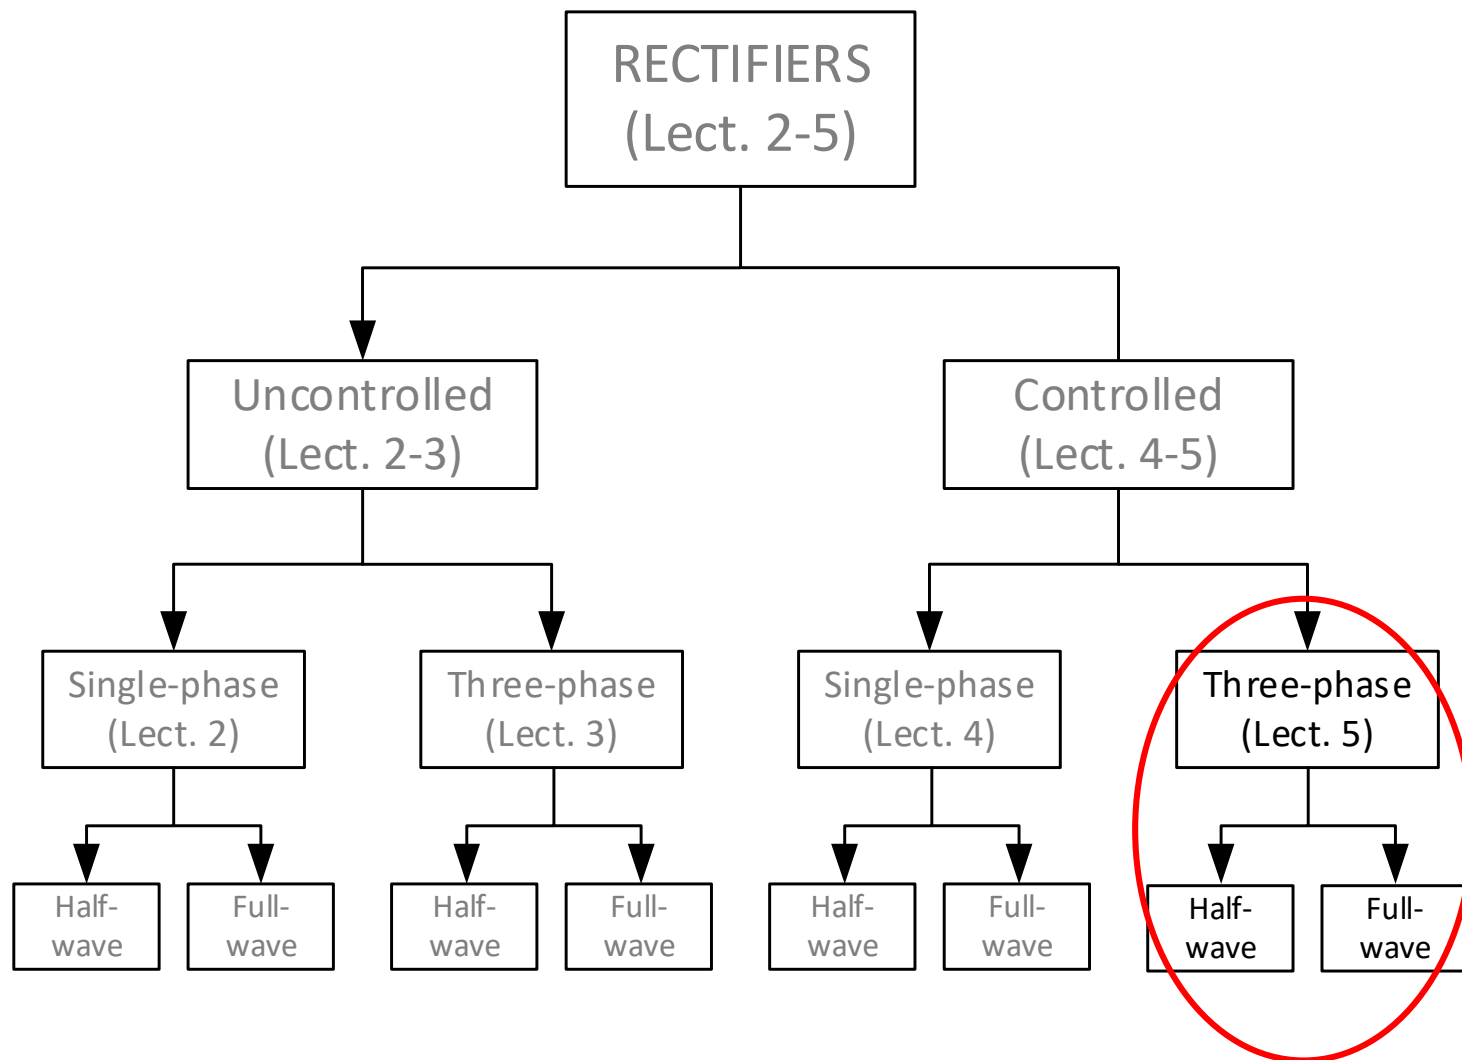 RECTIFIERS
(Lect. 2-5)
Uncontrolled
(Lect. 2-3)
Controlled
(Lect. 4-5)
Single-phase
(Lect. 2)
Three-phase
(Lect. 3)
Single-phase
(Lect. 4)
Three-phase
(Lect. 5)
Half-
wave
Full-
wave
Half-
wave
Full-
wave
Half-
wave
Full-
wave
Half-
wave
Full-
wave